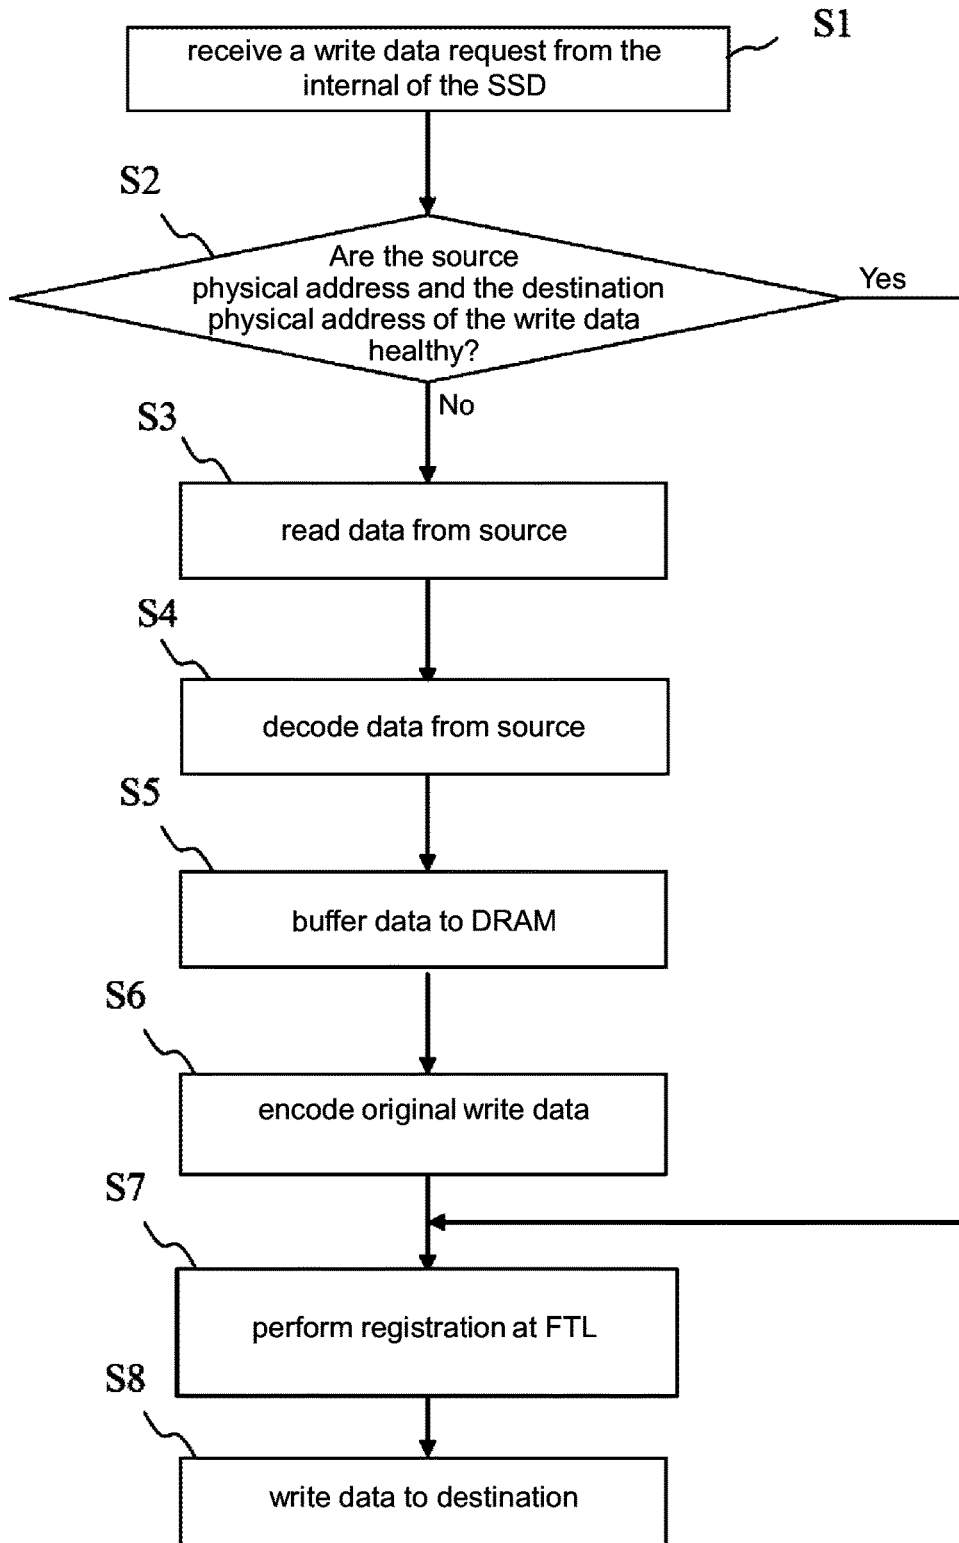 S1
receive a write data request from the
internal of the SSD
S2
Are the source
physical address and the destination
physical address of the write data
healthy?
Yes
No
S3
read data from source
S4
decode data from source
S5
buffer data to DRAM
S6
encode original write data
S7
perform registration at FTL
S8
write data to destination